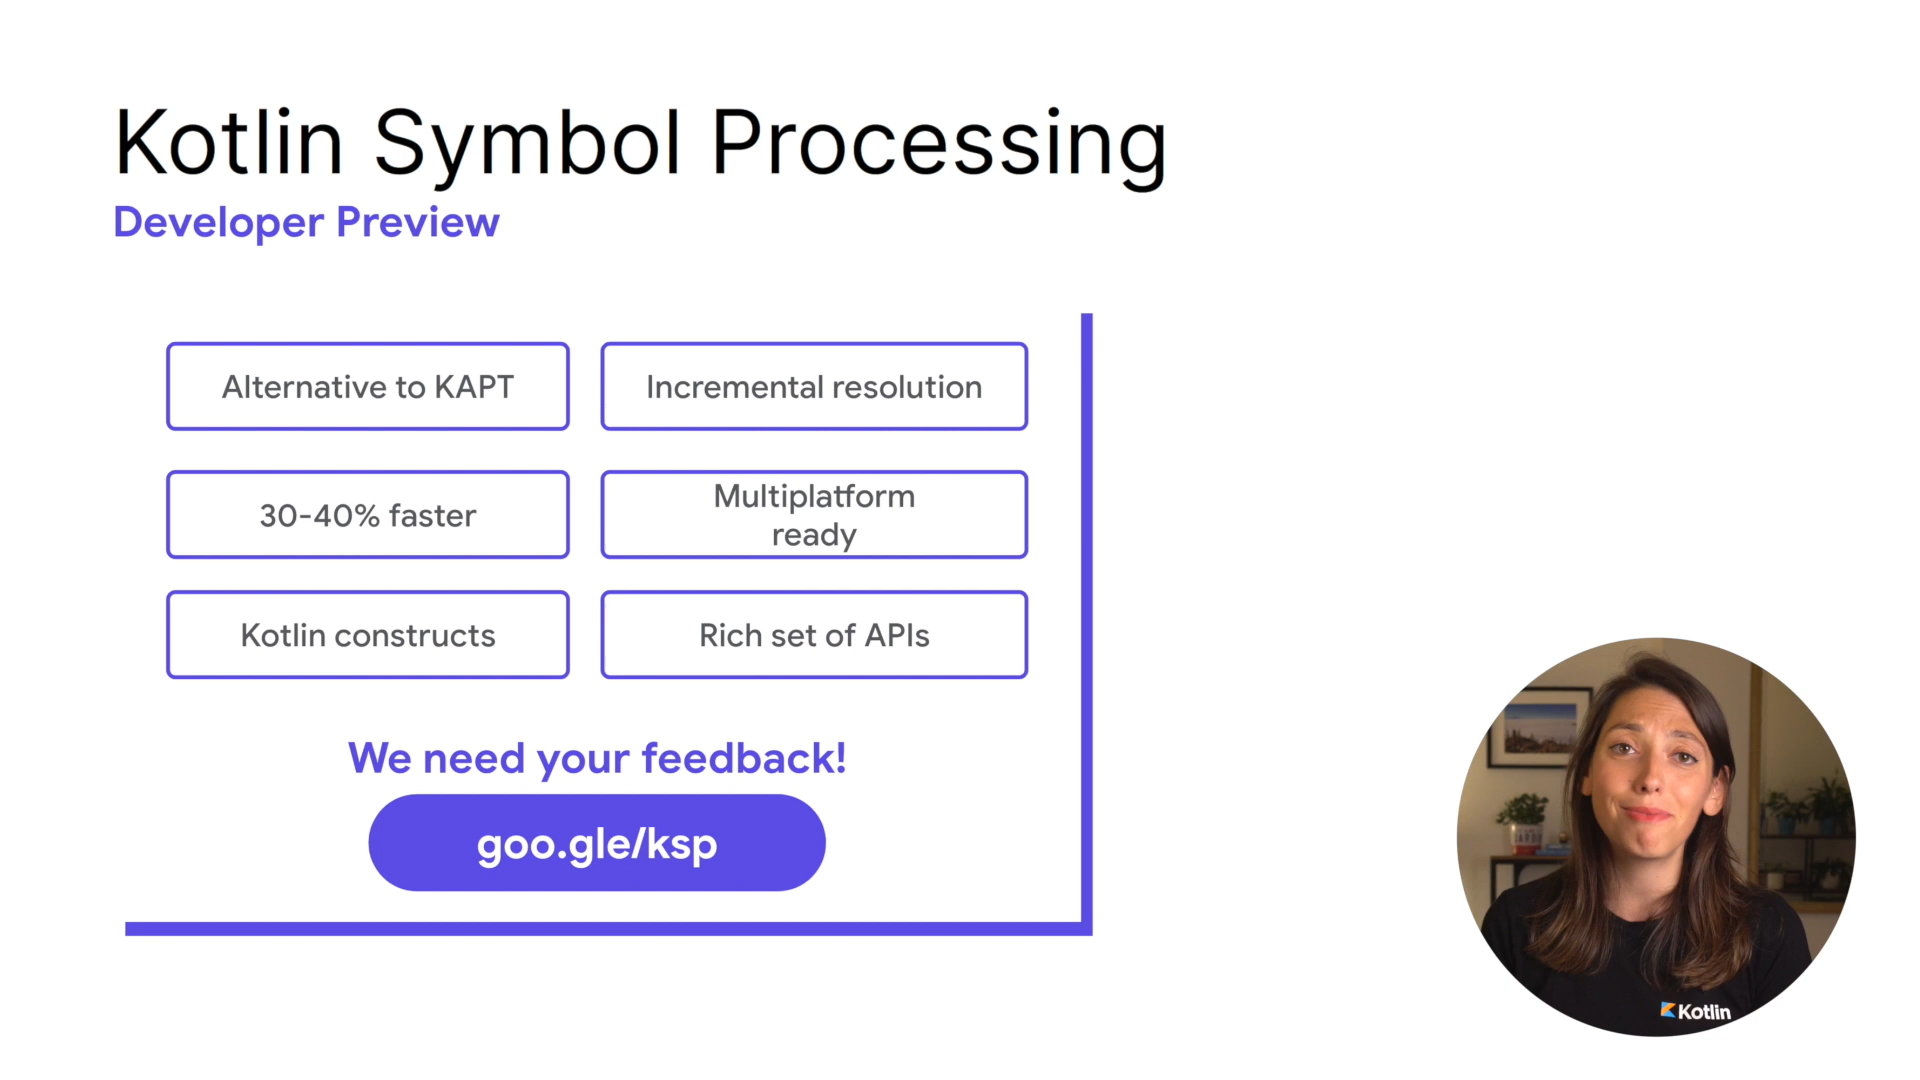 Kotlin Symbol Processing
Developer Preview
Alternative to KAPT
Incremental resolution
30-40% faster
Multiplatform
ready
Kotlin constructs
Rich set of APIs
We need your feedback!
goo.gle/ksp
Kotlin